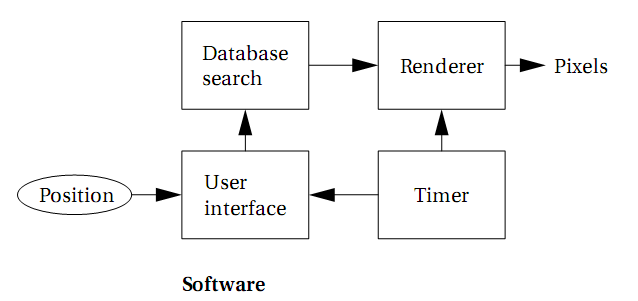 Database
search
Renderer
Pixels
Position
User
interface
Timer
Software